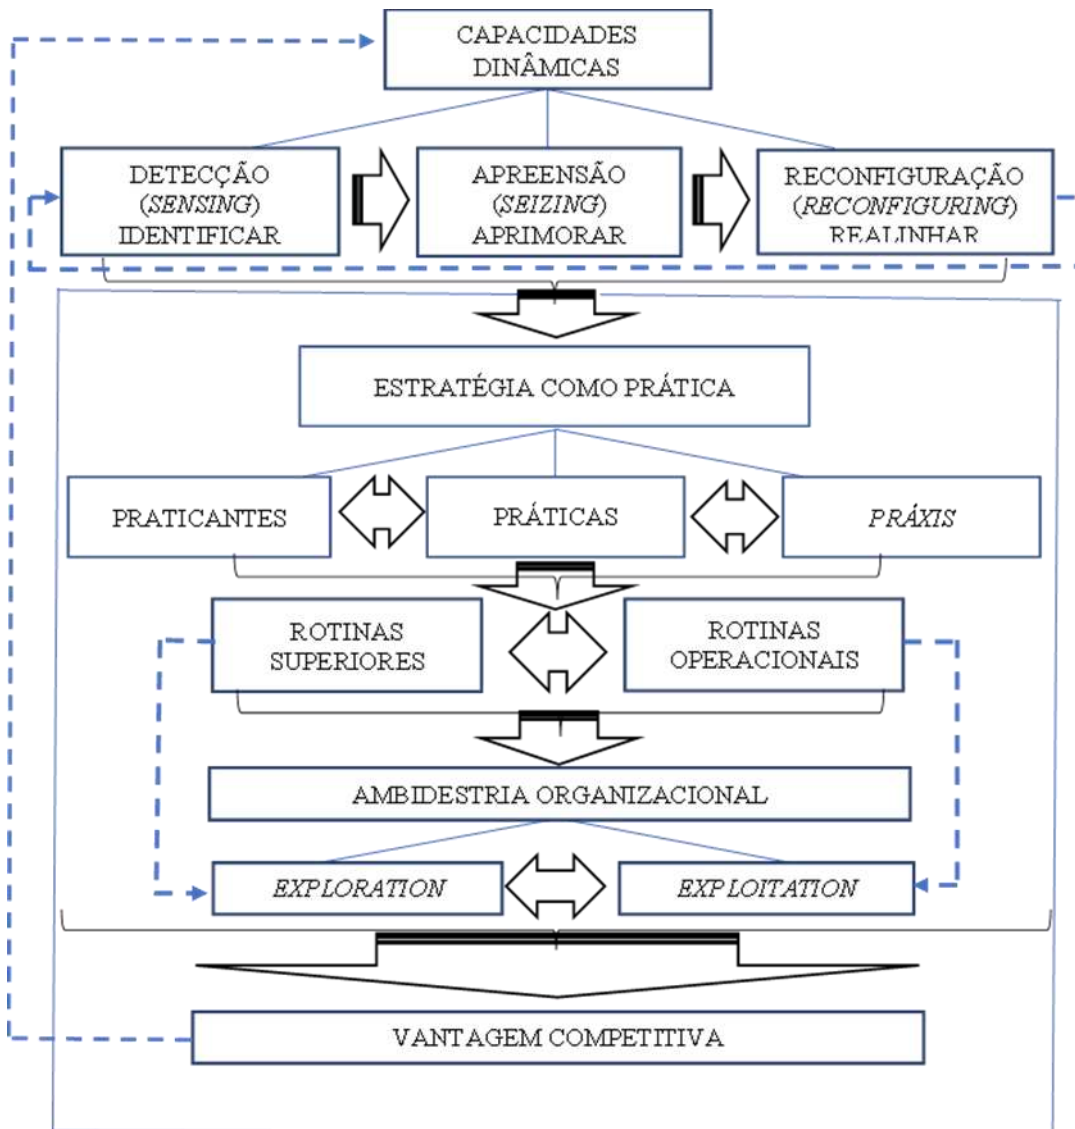 CAPACIDADES
DINÂMICAS
DETECÇÃO
(SENSING)
IDENTIFICAR
APREENSÃO
(SEIZING)
APRIMORAR
RECONFIGURAÇÃO
(RECONFIGURING)
REALINHAR
ESTRATÉGIA COMO PRÁTICA
PRATICANTES
PRÁTICAS
PRÁXIS
ROTINAS
SUPERIORES
ROTINAS
OPERACIONAIS
AMBIDESTRIA ORGANIZACIONAL
EXPLORATION
EXPLOITATION
VANTAGEM COMPETITIVA